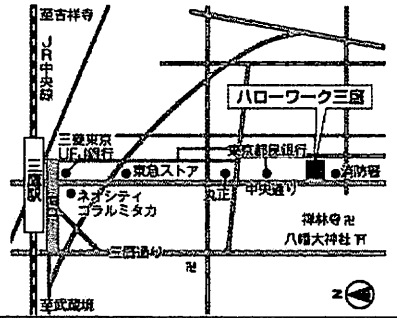 至吉祥寺
JR中央線
ハローワーク三鷹
三菱東京
UFJ銀行
東京都民銀行
三鷹駅
東急ストア
丸正
中央通り
消防署
ネオシティ
コラルミタカ
禅林寺卍
八幡大神社
三鷹通り
卍
至武蔵境
N